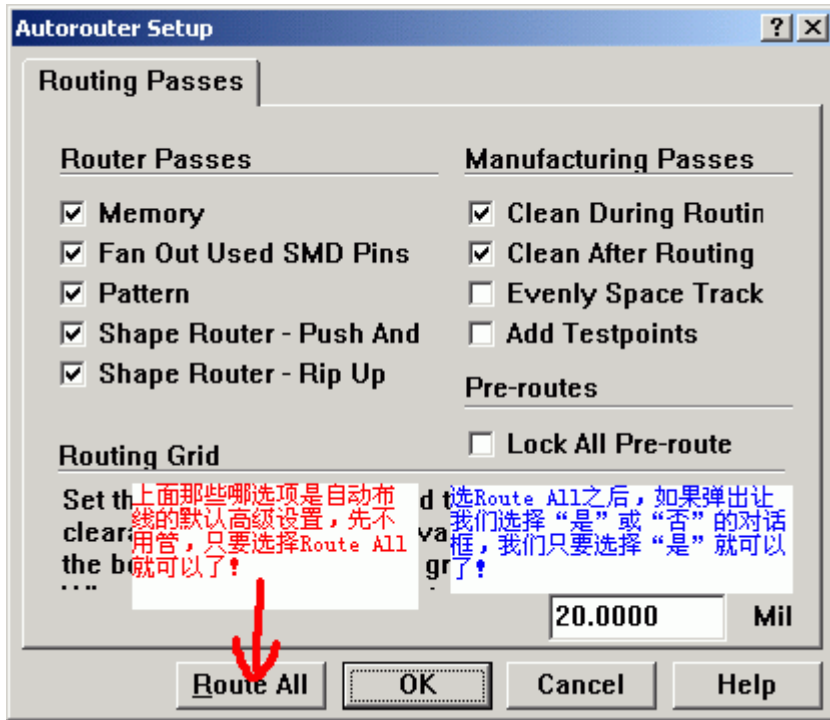 Autorouter Setup
Routing Passes
Router Passes
Memory
Fan Out Used SMD Pins
Pattern
Shape Router - Push And
Shape Router - Rip Up
Manufacturing Passes
Clean During Routin
Clean After Routing
Evenly Space Track
Add Testpoints
Pre-routes
Lock All Pre-route
Routing Grid
Set
the
上面那些哪选项是自动布
线的默认高级设置，先不
用管，只要选择Route All
就可以了！
选Route All之后，如果弹出让
我们选择“是”或“否”的对话
框，我们只要选择“是”就可以
了！
20.0000 Mil
Route All OK Cancel Help